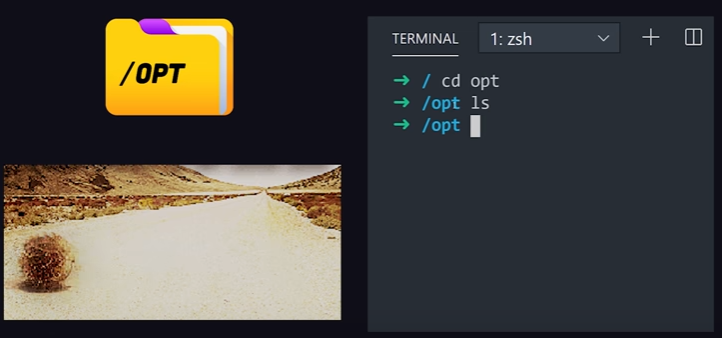 /OPT
TERMINAL 1: zsh
➜ / cd opt
➜ /opt ls
➜ /opt